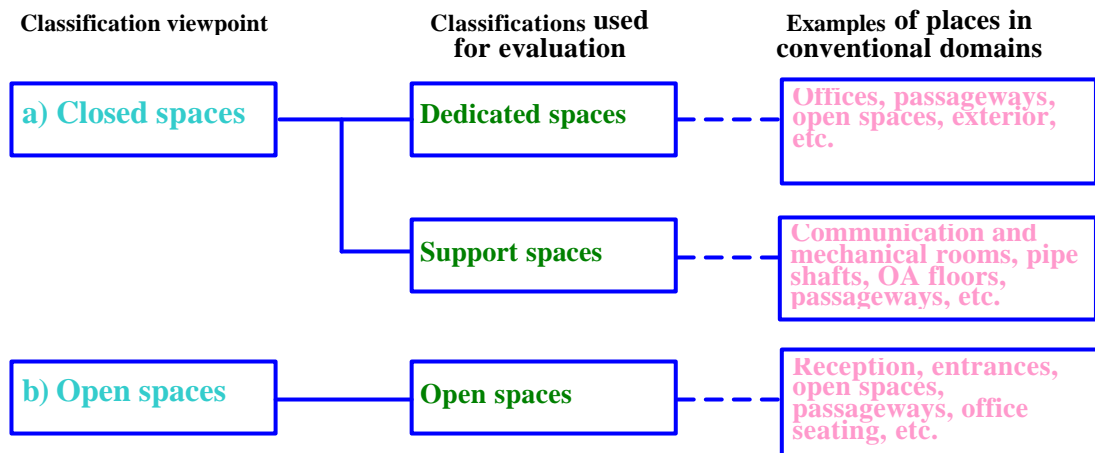 Classification viewpoint
Classifications used
for evaluation
Examples of places in
conventional domains
a) Closed spaces
Dedicated spaces
Offices, passageways,
open spaces, exterior,
etc.
Support spaces
Communication and
mechanical rooms, pipe
shafts, OA floors,
passageways, etc.
b) Open spaces
Open spaces
Reception, entrances,
open spaces,
passageways, office
seating, etc.